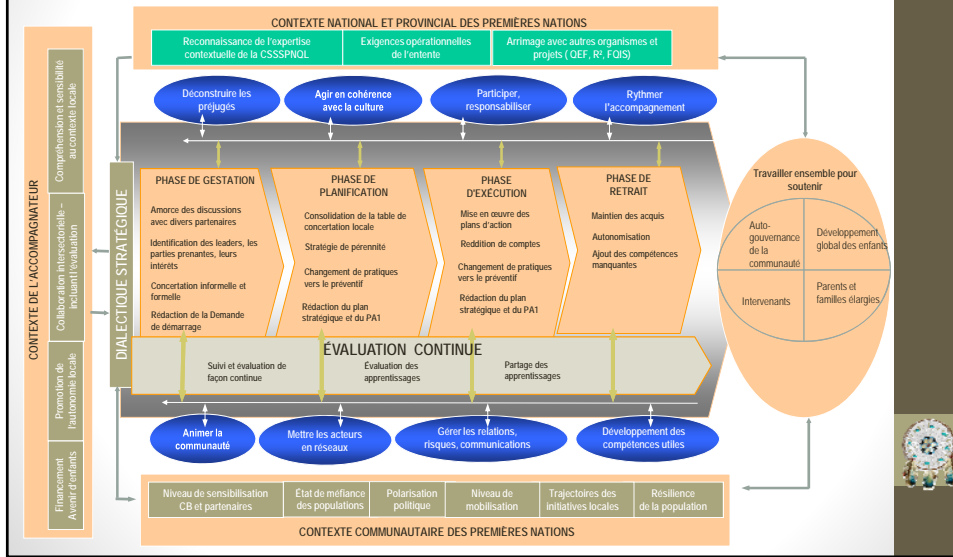 CONTEXTE NATIONAL ET PROVINCIAL DES PREMIÈRES NATIONS
Reconnaissance de l'expertise
contextuelle de la CSSSPNQL
Exigences opérationnelles
de l'entente
Arrimage avec autres organismes et
projets ( QEF, R², FQIS)
Déconstruire les
préjugés
Agir en cohérence
avec la culture
Participer,
responsabiliser
Rythmer
l'accompagnement
CONTEXTE DE L'ACCOMPAGNATEUR
Compréhension et sensibilité
au contexte locale
Collaboration intersectorielle –
incluant l'évaluation
Promotion de
l'autonomie locale
Financement
Avenir d'enfants
DIALECTIQUE STRATÉGIQUE
PHASE DE GESTATION
Amorce des discussions
avec divers partenaires
Identification des leaders, les
parties prenantes, leurs
intérêts
Concertation informelle et
formelle
Rédaction de la Demande
de démarrage
PHASE DE
PLANIFICATION
Consolidation de la table de
concertation locale
Stratégie de pérennité
Changement de pratiques
vers le préventif
Rédaction du plan
stratégique et du PA1
PHASE
D'EXÉCUTION
Mise en œuvre des
plans d'action
Reddition de comptes
Changement de pratiques
vers le préventif
Rédaction du plan
stratégique et du PA1
PHASE DE
RETRAIT
Maintien des acquis
Autonomisation
Ajout des compétences
manquantes
Travailler ensemble pour
soutenir
Auto-
gouvernance
de la
communauté
Développement
global des enfants
Intervenants
Parents et
familles élargies
ÉVALUATION CONTINUE
Suivi et évaluation de
façon continue
Évaluation des
apprentissages
Partage des
apprentissages
Animer la
communauté
Mettre les acteurs
en réseaux
Gérer les relations,
risques, communications
Développement des
compétences utiles
Niveau de sensibilisation
CB et partenaires
État de méfiance
des populations
Polarisation
politique
Niveau de
mobilisation
Trajectoires des
initiatives locales
Résilience
de la population
CONTEXTE COMMUNAUTAIRE DES PREMIÈRES NATIONS